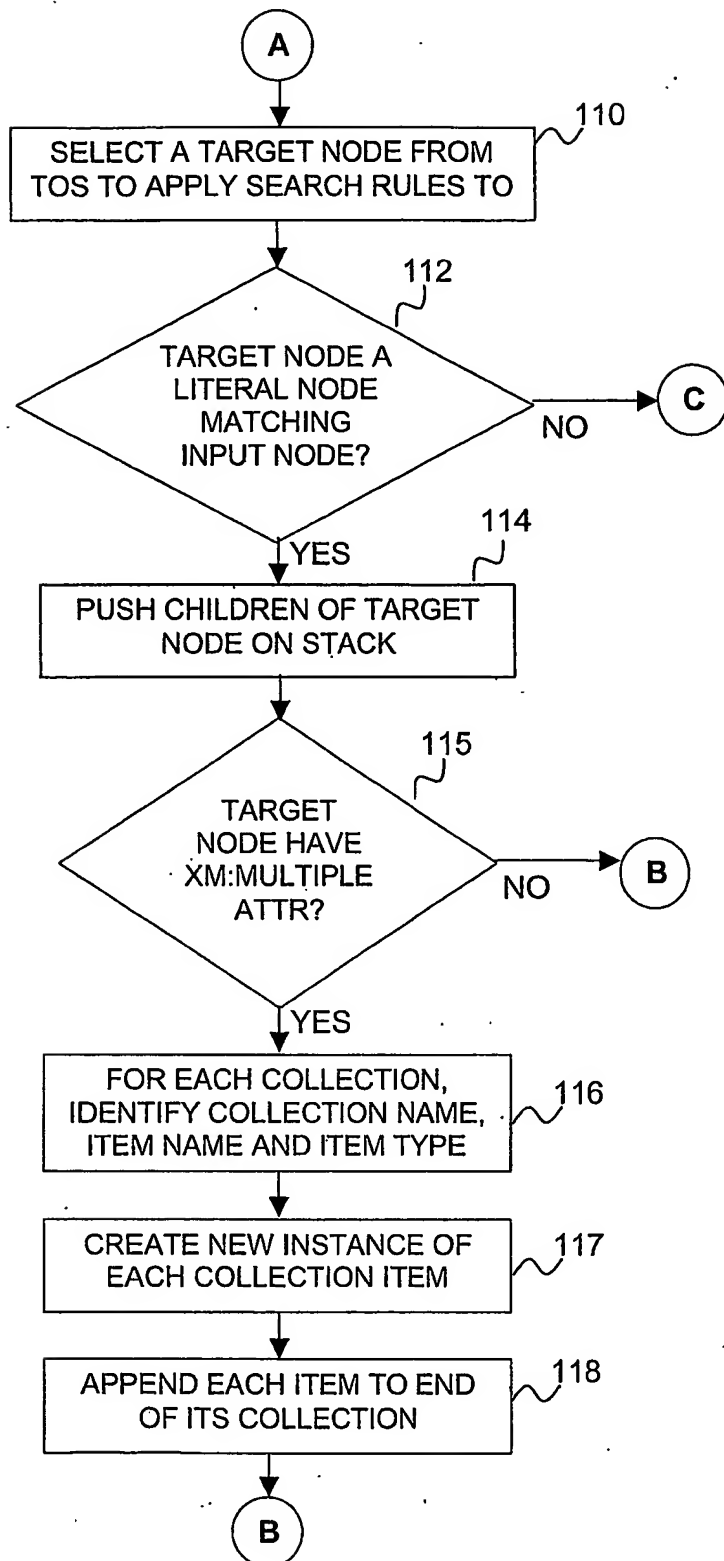 A
110
SELECT A TARGET NODE FROM
TOS TO APPLY SEARCH RULES TO
112
TARGET NODE A
LITERAL NODE
MATCHING
INPUT NODE?
NO
C
YES
114
PUSH CHILDREN OF TARGET
NODE ON STACK
115
TARGET
NODE HAVE
XM:MULTIPLE
ATTR?
NO
B
YES
FOR EACH COLLECTION,
IDENTIFY COLLECTION NAME,
ITEM NAME AND ITEM TYPE
116
CREATE NEW INSTANCE OF
EACH COLLECTION ITEM
117
APPEND EACH ITEM TO END
OF ITS COLLECTION
118
B